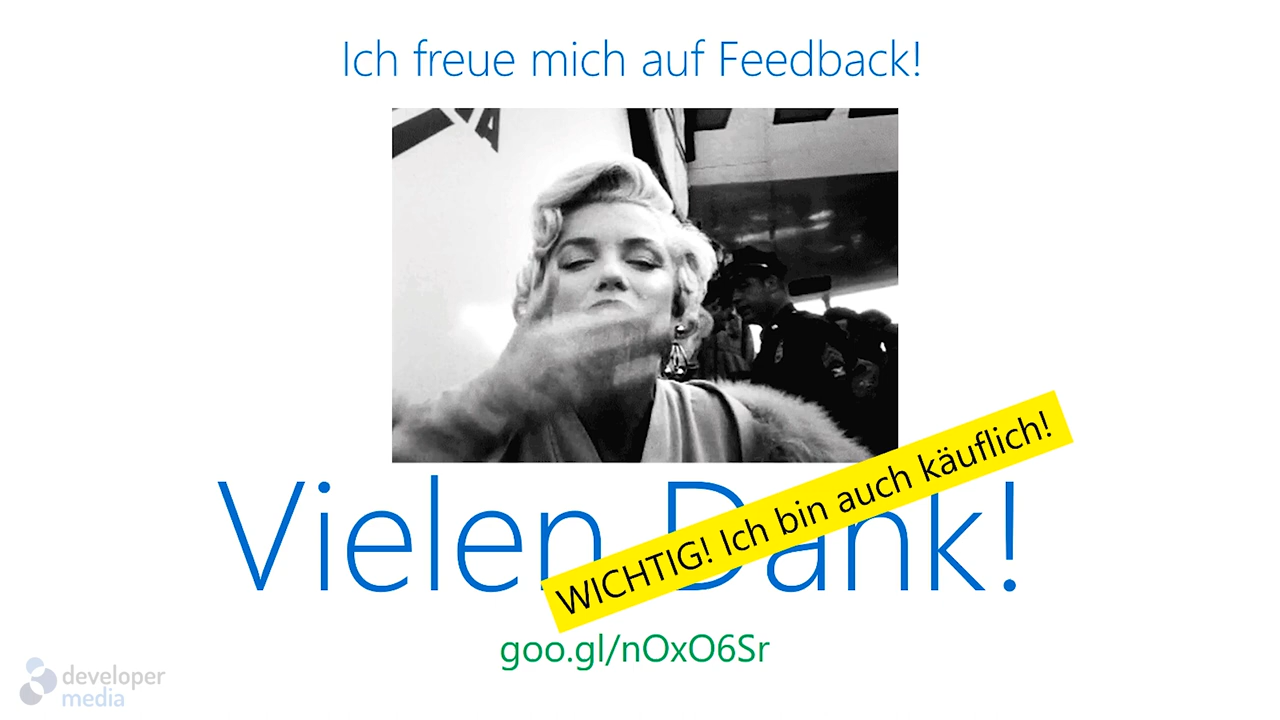 Ich freue mich auf Feedback!
Vielen Dank!
WICHTIG! Ich bin auch käuflich!
goo.gl/nOxO6Sr
developer
media